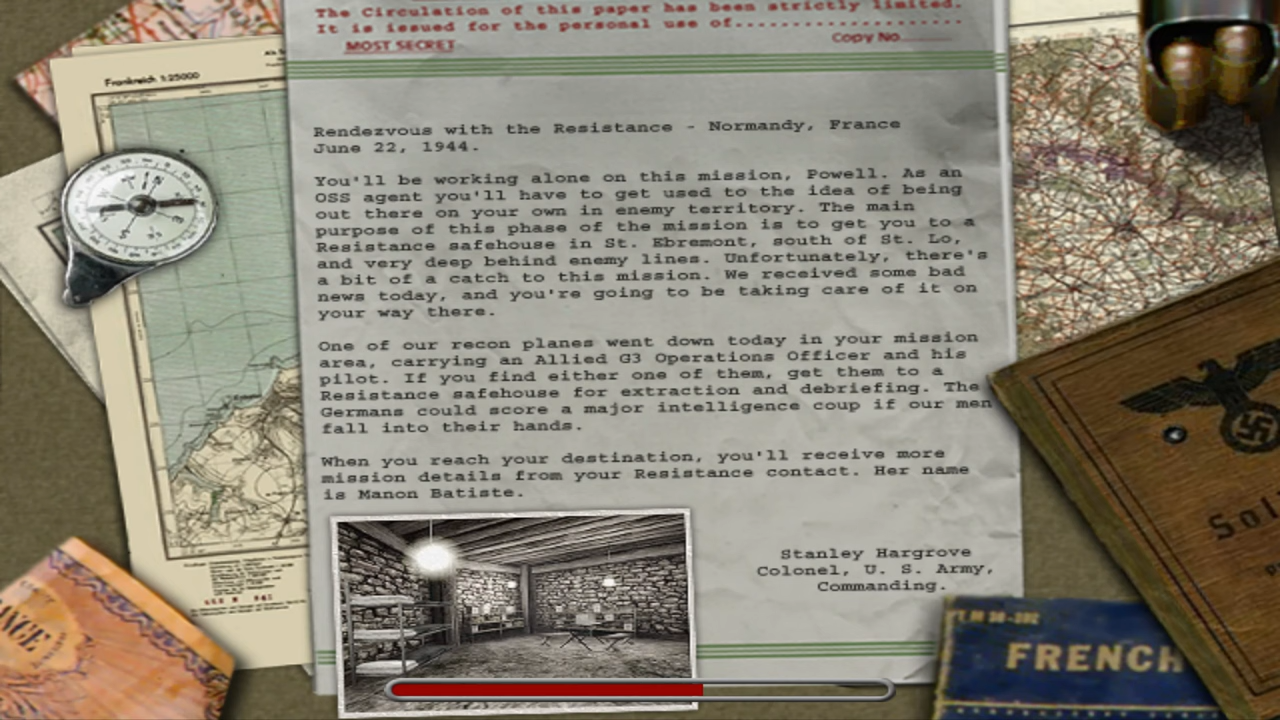 The Circulation of this paper has been strictly limited.
It is issued for the personal use of.....................
MOST SECRET
Copy No.
Frankreich 1:25000
Rendezvous with the Resistance - Normandy, France
June 22, 1944.
You'll be working alone on this mission, Powell. As an
OSS agent you'll have to get used to the idea of being
out there on your own in enemy territory. The main
purpose of this phase of the mission is to get you to a
Resistance safehouse in St. Ebremont, south of St. Lo,
and very deep behind enemy lines. Unfortunately, there's
a bit of a catch to this mission. We received some bad
news today, and you're going to be taking care of it on
your way there.
One of our recon planes went down today in your mission
area, carrying an Allied G3 Operations Officer and his
pilot. If you find either one of them, get them to a
Resistance safehouse for extraction and debriefing. The
Germans could score a major intelligence coup if our men
fall into their hands.
When you reach your destination, you'll receive more
mission details from your Resistance contact. Her name
is Manon Batiste.
Stanley Hargrove
Colonel, U. S. Army,
Commanding.
FRENCH
Sol